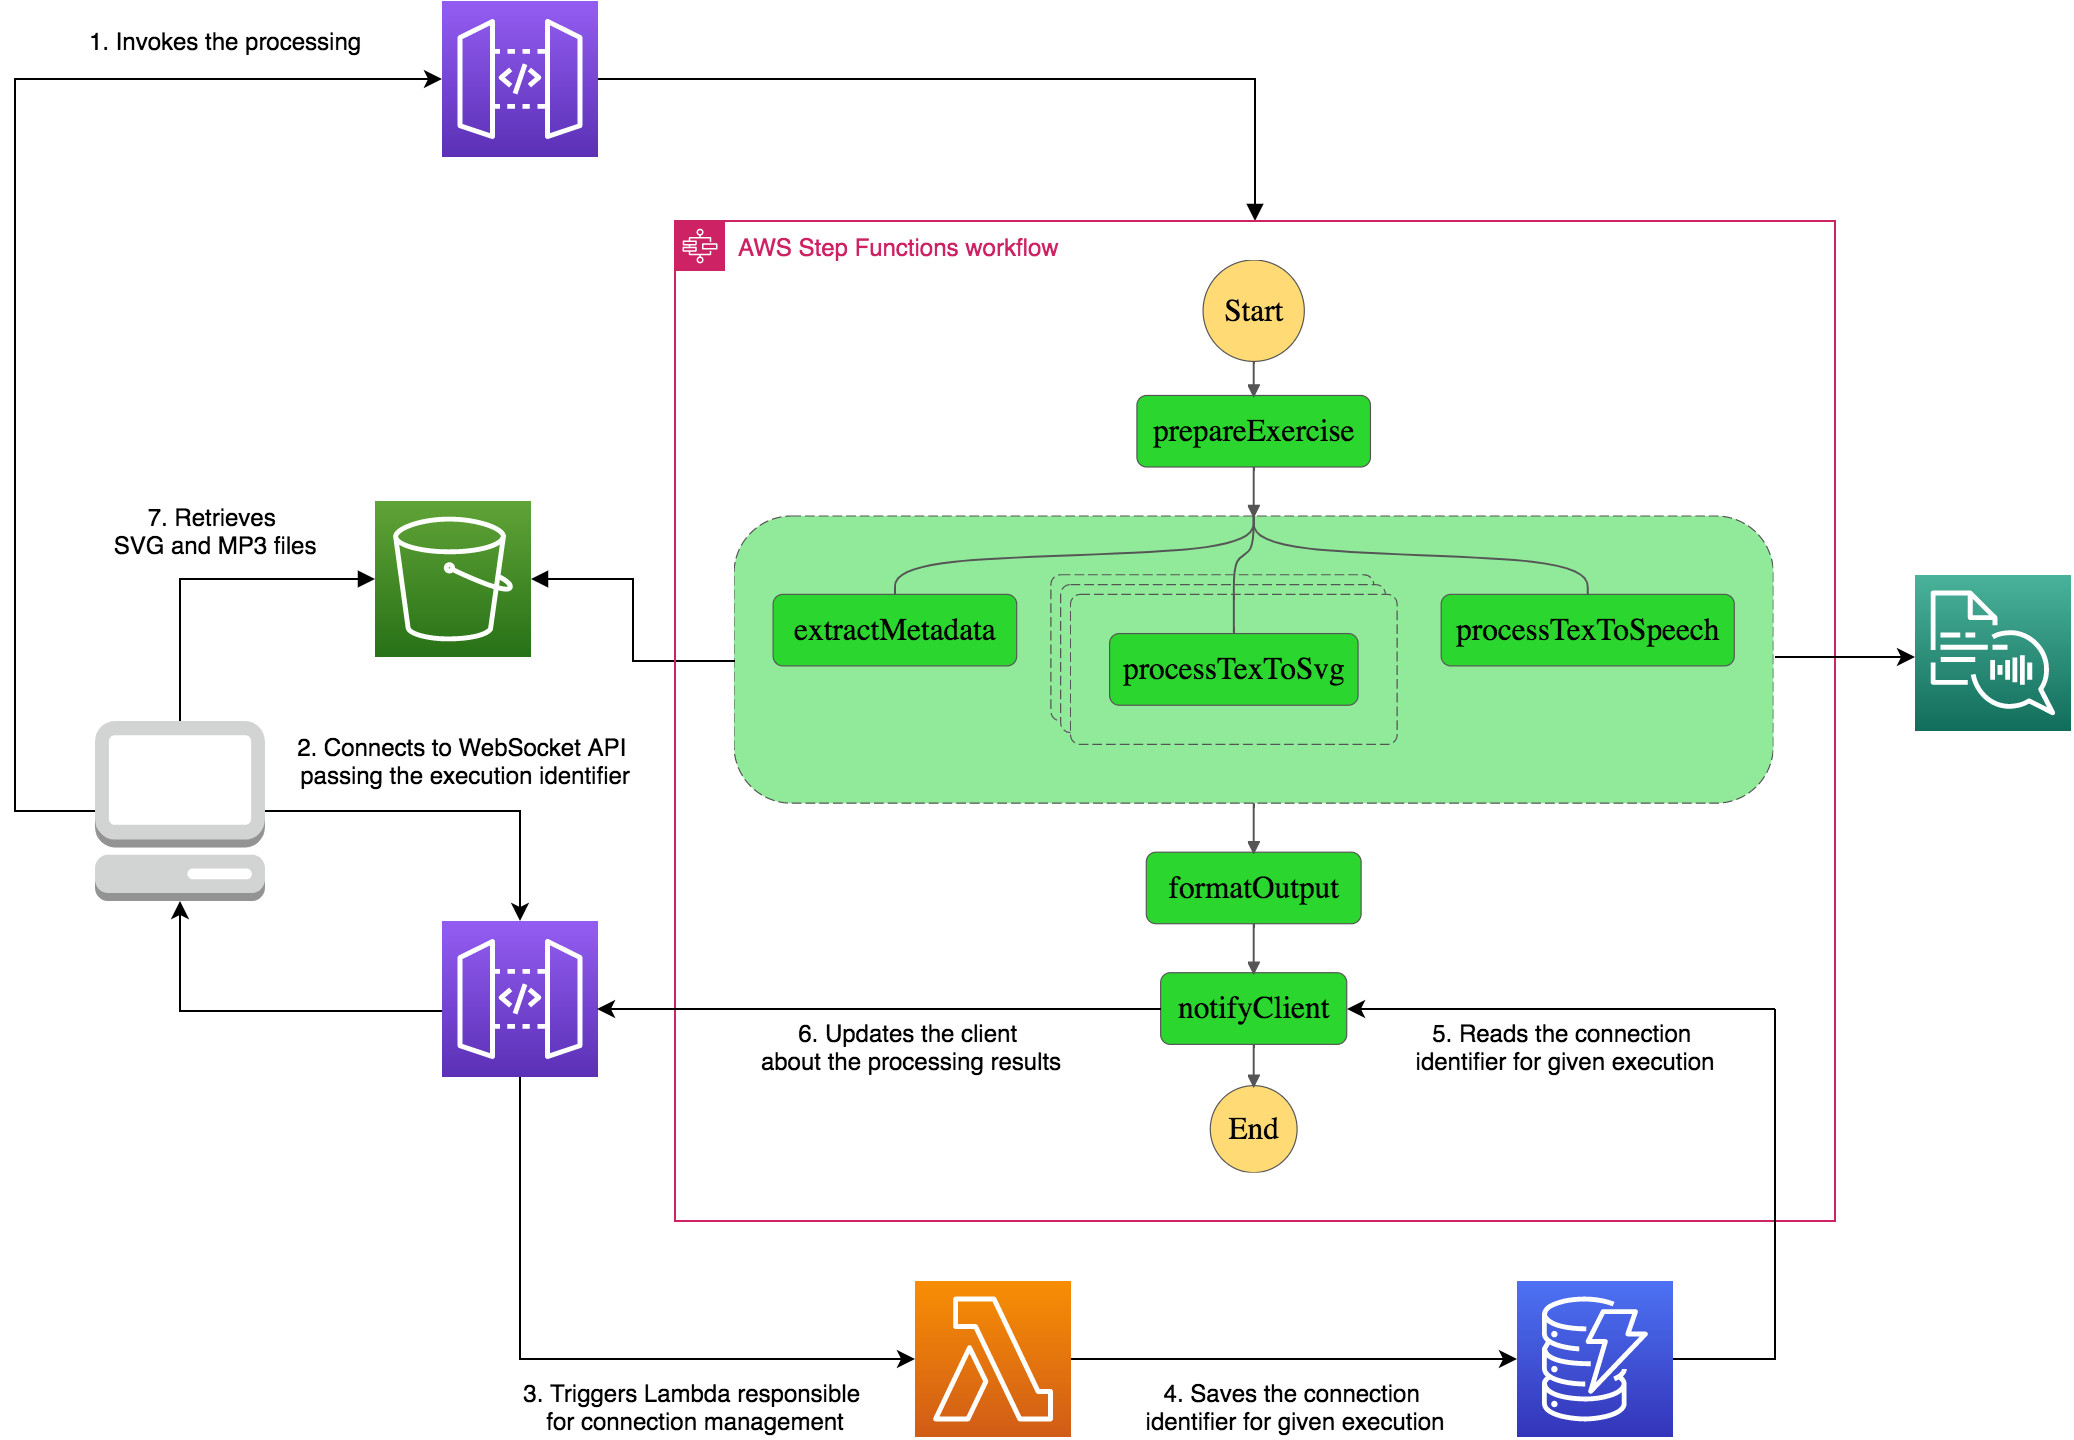 1. Invokes the processing
AWS Step Functions workflow
Start
prepareExercise
7. Retrieves
SVG and MP3 files
extractMetadata
processTexToSvg
processTexToSpeech
2. Connects to WebSocket API
passing the execution identifier
formatOutput
notifyClient
6. Updates the client
about the processing results
5. Reads the connection
identifier for given execution
End
3. Triggers Lambda responsible
for connection management
4. Saves the connection
identifier for given execution